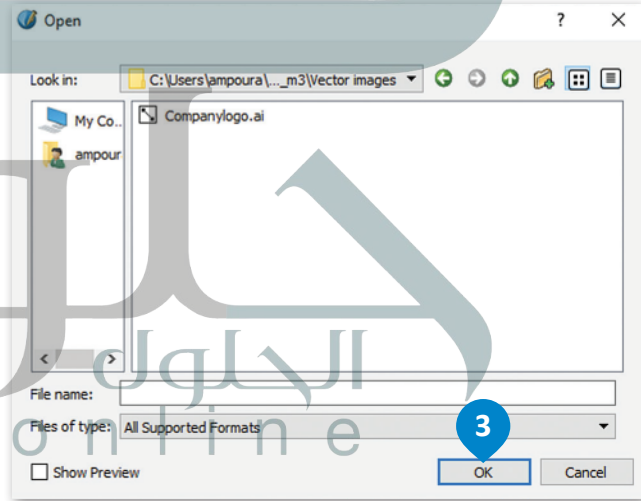 Open
? ×
Look in: C:\Users\ampoura\..._m3\Vector images
My Co..
Companylogo.ai
ampour
حلول
الحلول
online
File name:
Files of type: All Supported Formats
3
Show Preview
OK
Cancel